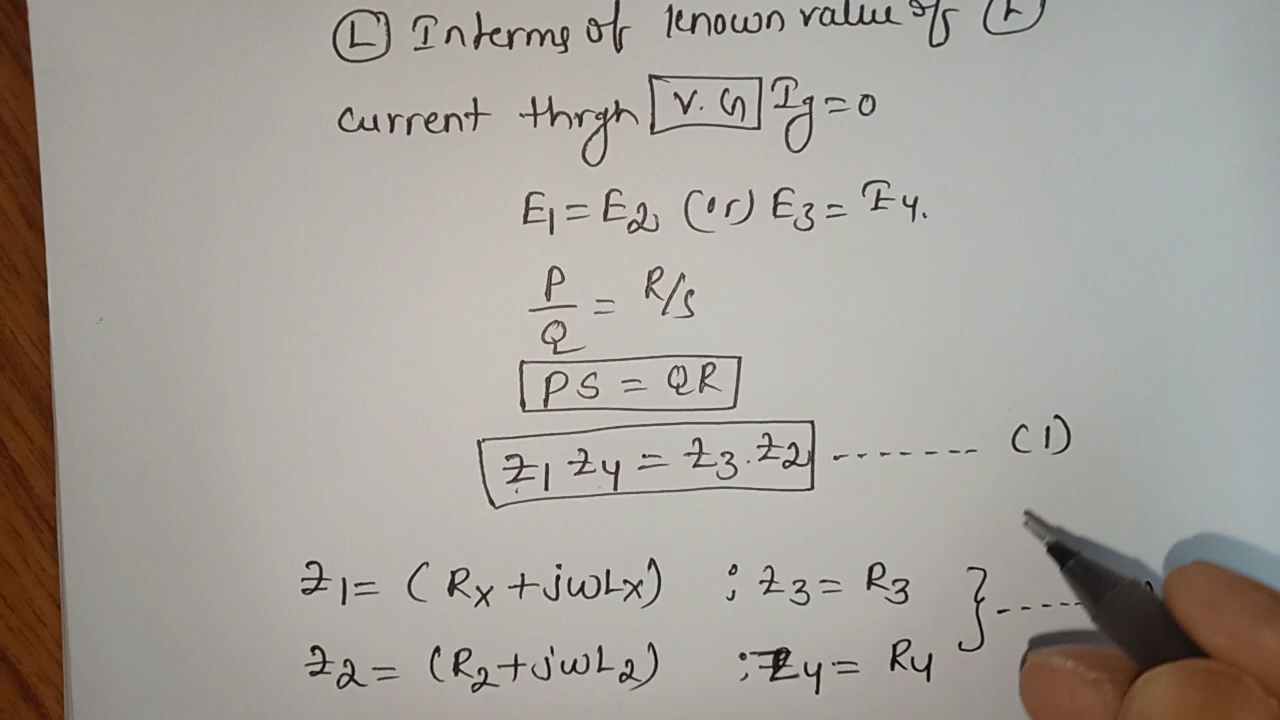 (L) Interms of known value of (L)
current thrgh V.G Ig=0
E1 = E2, (or) E3 = E4.
P/Q = R/S
PS = QR
Z1 Z4 = Z3.Z2 ------- (1)
Z1 = (Rx + jωLx) ; Z3 = R3
Z2 = (R2 + jωL2) ; Z4 = R4